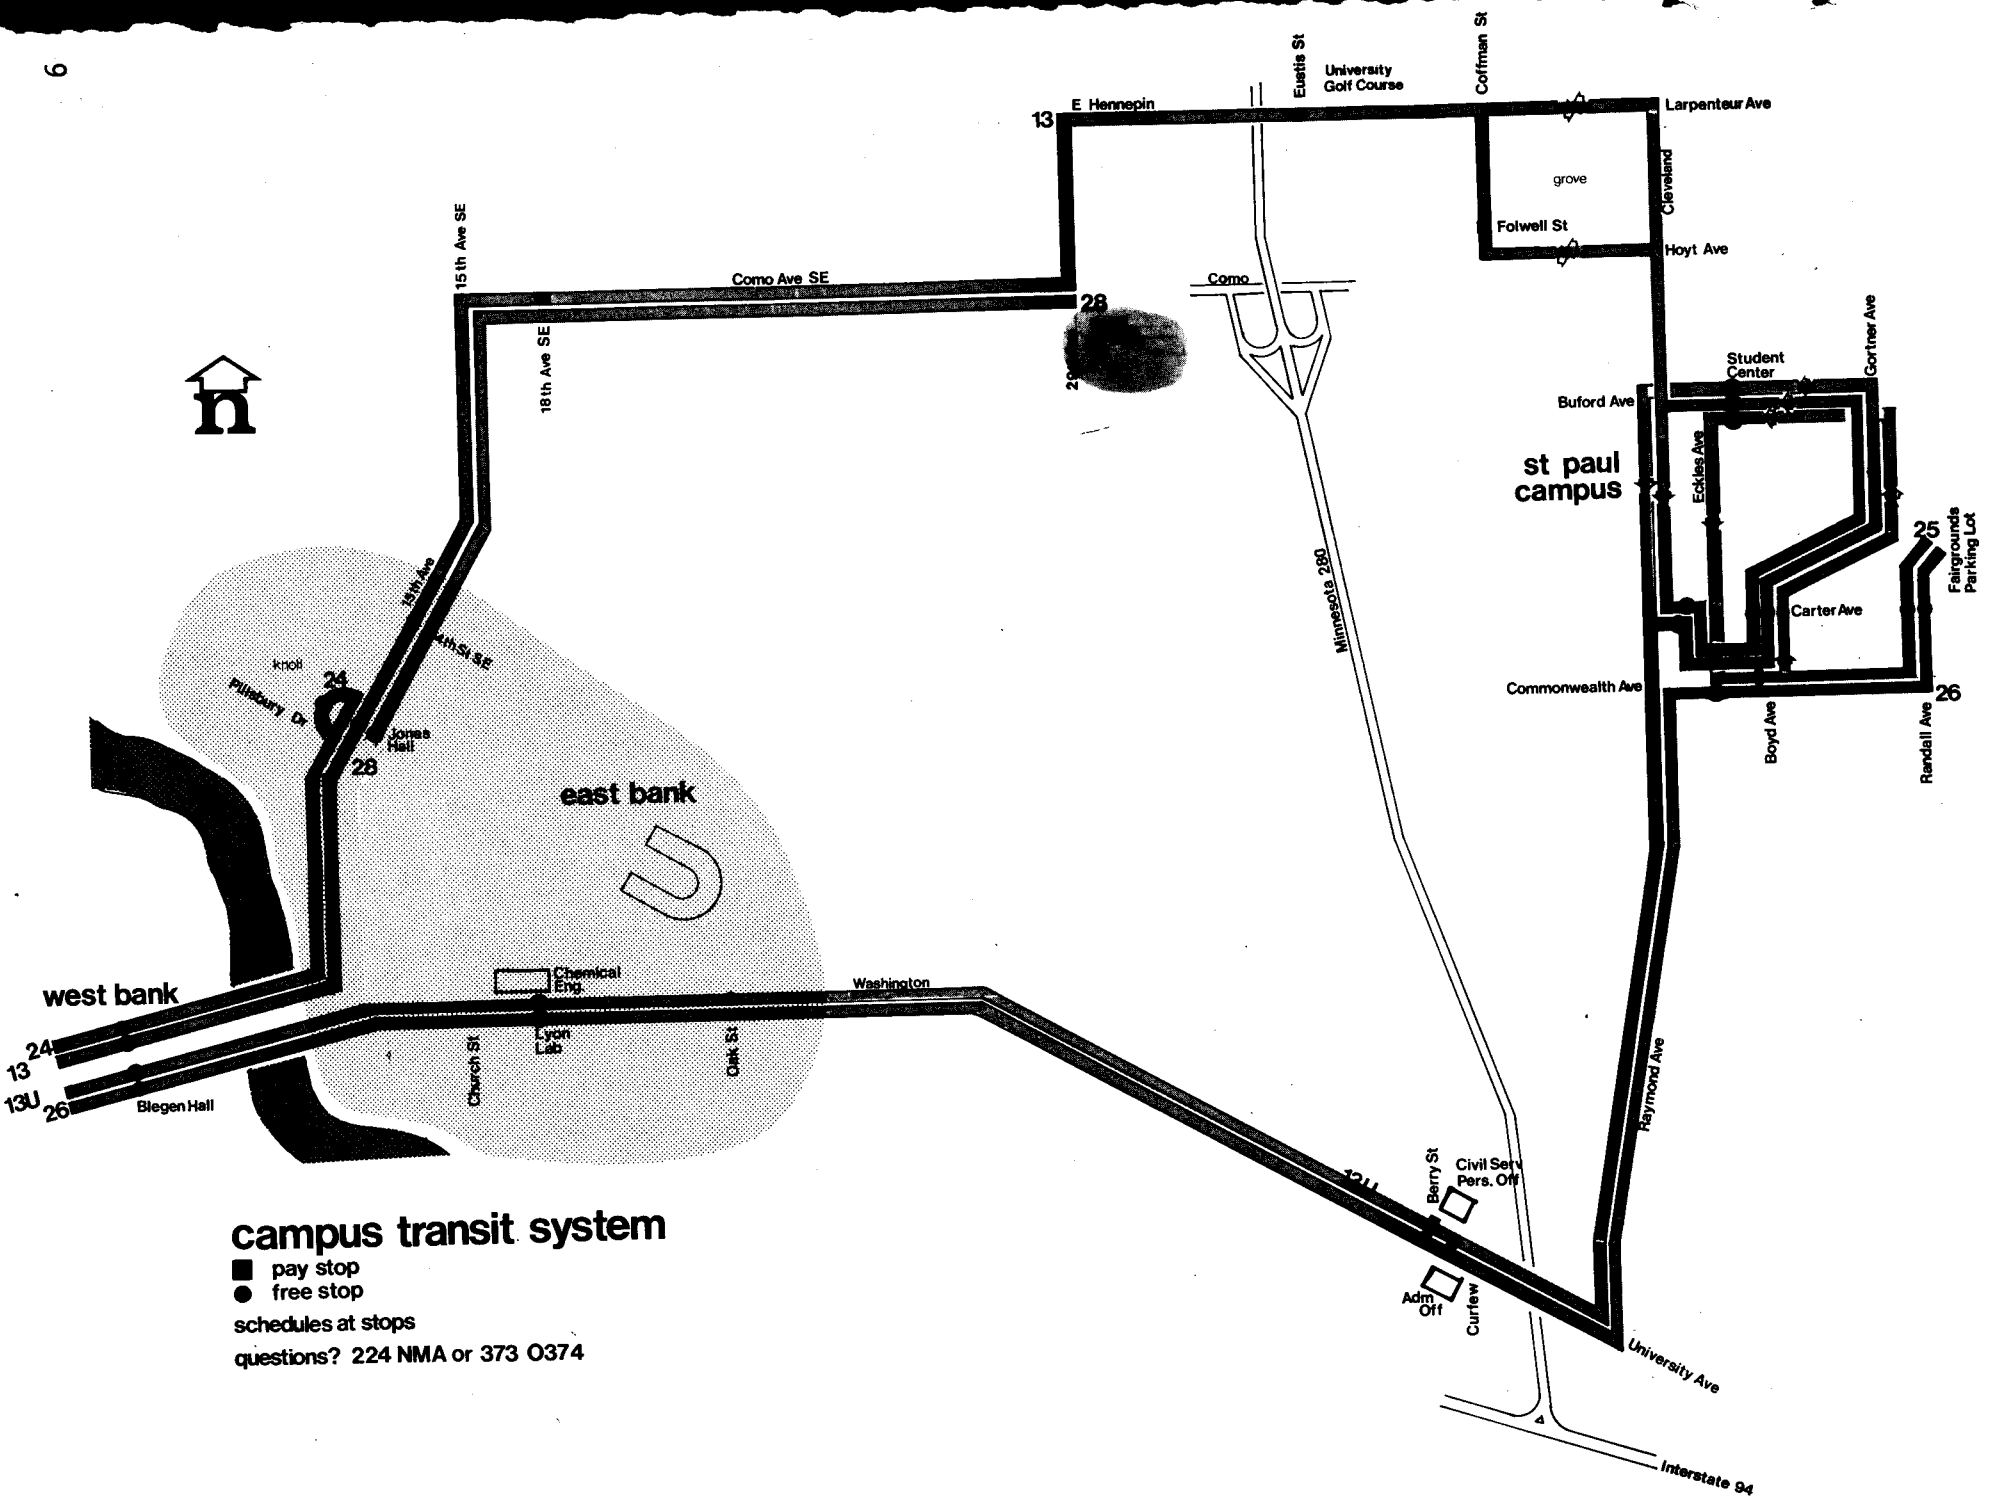 6
Eustis St
University
Golf Course
Coffman St
E Hennepin
13
Larpenteur Ave
Cleveland
grove
Folwell St
Hoyt Ave
15th Ave SE
Como Ave SE
Como
28
18th Ave SE
29
n
Gortner Ave
Student
Center
Buford Ave
Eckles Ave
st paul
campus
25
Fairgrounds
Parking Lot
15th Ave
4th St SE
Minnesota 280
Carter Ave
knoll
24
Pillsbury Dr
Jones
Hall
28
Commonwealth Ave
26
Boyd Ave
Randall Ave
east bank
U
west bank
Chemical
Eng.
Washington
Lyon
Lab
Church St
Oak St
24
13
13U
26
Blegen Hall
Raymond Ave
Berry St
Civil Serv
Pers. Off
Adm
Off
Curfew
University Ave
Interstate 94
campus transit system
pay stop
free stop
schedules at stops
questions? 224 NMA or 373 0374